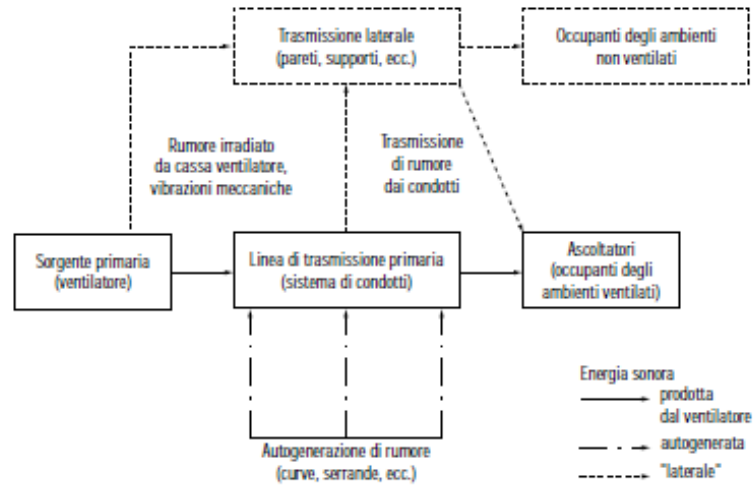 Trasmissione laterale
(pareti, supporti, ecc.)
Occupanti degli ambienti
non ventilati
Rumore irradiato
da cassa ventilatore,
vibrazioni meccaniche
Trasmissione
di rumore
dai condotti
Sorgente primaria
(ventilatore)
Linea di trasmissione primaria
(sistema di condotti)
Ascoltatori
(occupanti degli
ambienti ventilati)
Autogenerazione di rumore
(curve, serrande, ecc.)
Energia sonora
prodotta
dal ventilatore
autogenerata
"laterale"